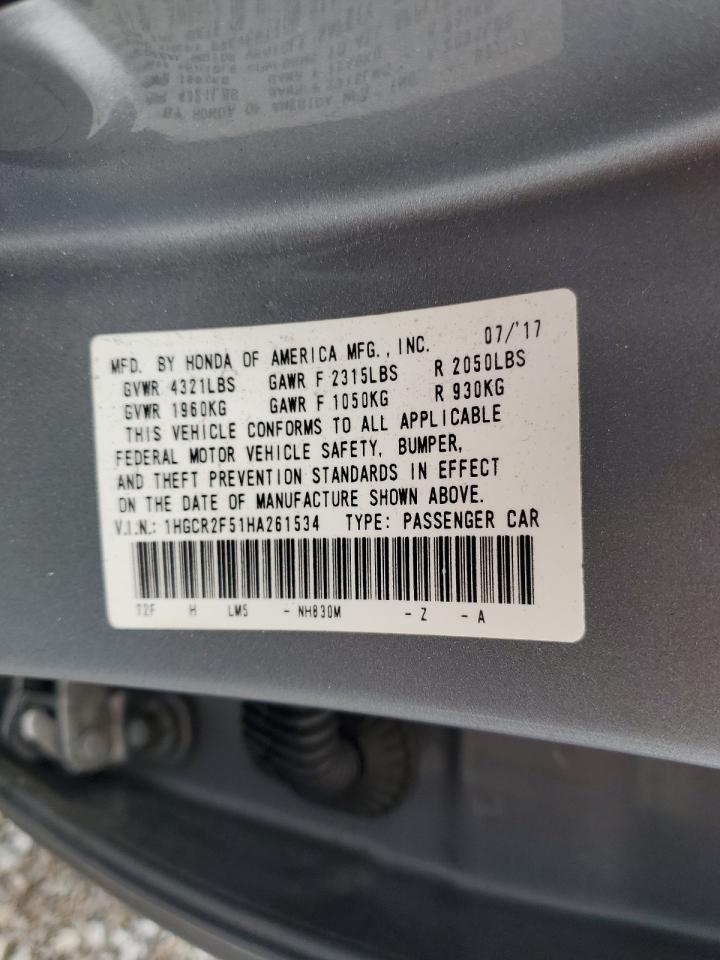 MFD. BY HONDA OF AMERICA MFG., INC. 07/'17
GVWR 4321LBS GAWR F 2315LBS R 2050LBS
GVWR 1960KG GAWR F 1050KG R 930KG
THIS VEHICLE CONFORMS TO ALL APPLICABLE
FEDERAL MOTOR VEHICLE SAFETY, BUMPER,
AND THEFT PREVENTION STANDARDS IN EFFECT
ON THE DATE OF MANUFACTURE SHOWN ABOVE.
V.I.N.: 1HGCR2F51HA261534 TYPE: PASSENGER CAR
T2F H LM5 - NH830M - Z - A